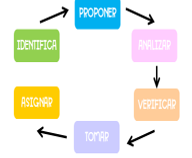 PROPONER
IDENTIFICA
ANALIZAR
ASIGNAR
VERIFICAR
TOMAR